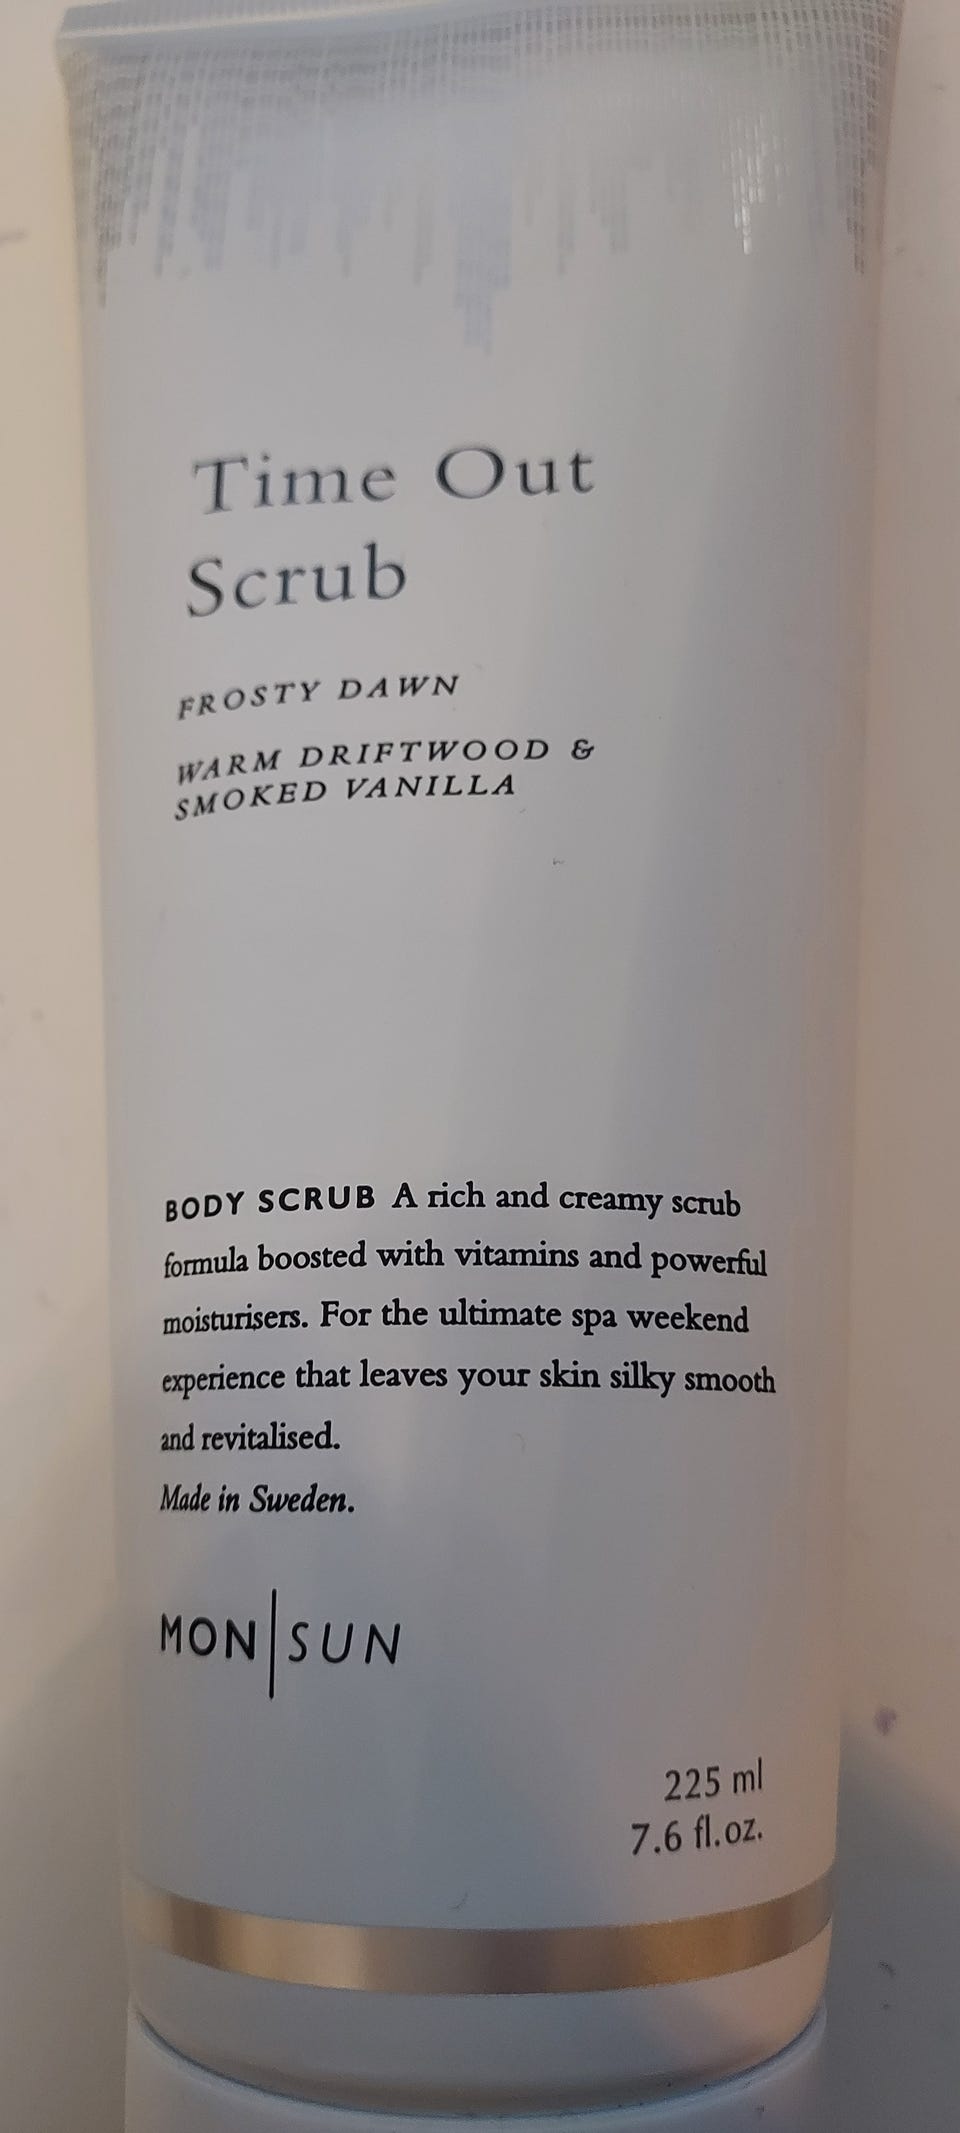 Time Out
Scrub
FROSTY DAWN
WARM DRIFTWOOD &
SMOKED VANILLA
BODY SCRUB A rich and creamy scrub
formula boosted with vitamins and powerful
moisturisers. For the ultimate spa weekend
experience that leaves your skin silky smooth
and revitalised.
Made in Sweden.
MON|SUN
225 ml
7.6 fl.oz.